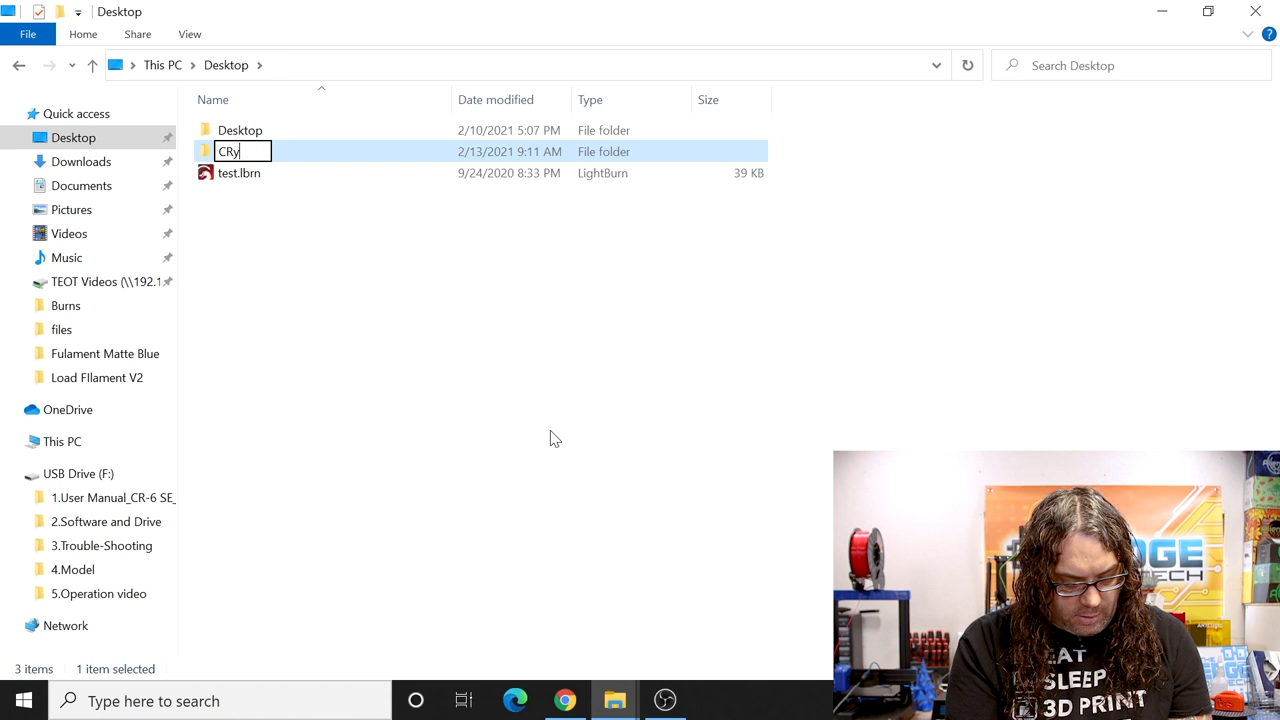 Desktop
File Home Share View
This PC Desktop Search Desktop
Name Date modified Type Size
Quick access
Desktop
Downloads
Documents
Pictures
Videos
Music
TEOT Videos (\\192.1
Burns
files
Fulament Matte Blue
Load FIlament V2
OneDrive
This PC
USB Drive (F:)
1.User Manual_CR-6 SE_
2.Software and Drive
3.Trouble-Shooting
4.Model
5.Operation video
Network
Desktop 2/10/2021 5:07 PM File folder
CRy 2/13/2021 9:11 AM File folder
test.lbrn 9/24/2020 8:33 PM LightBurn 39 KB
3 items 1 item selected
Type here to search
DGE
TECH
EAT
SLEEP
3D PRINT